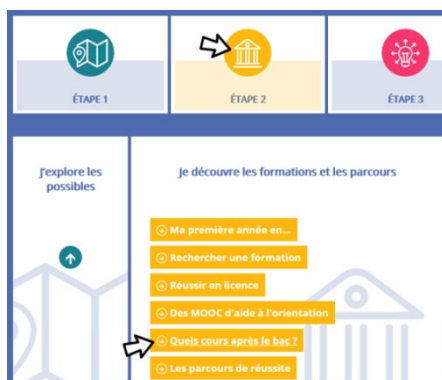 ÉTAPE 1
ÉTAPE 2
ÉTAPE 3
J'explore les
possibles
Je découvre les formations et les parcours
Ma première année en...
Rechercher une formation
Réussir en licence
Des MOOC d'aide à l'orientation
Quels cours après le bac ?
Les parcours de réussite